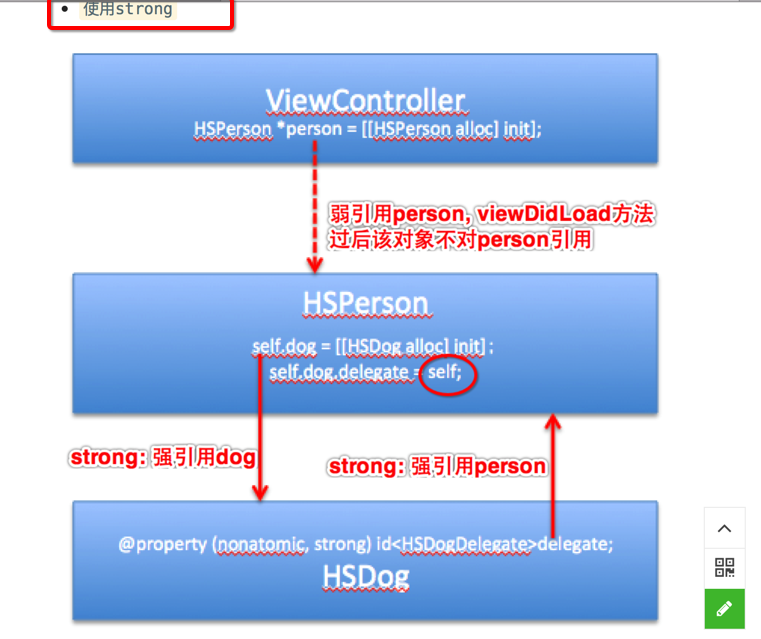 使用strong
ViewController
HSPerson *person = [[HSPerson alloc] init];
弱引用person, viewDidLoad方法
过后该对象不对person引用
HSPerson
self.dog = [[HSDog alloc] init] ;
self.dog.delegate = self;
strong: 强引用dog
strong: 强引用person
@property (nonatomic, strong) id<HSDogDelegate>delegate;
HSDog